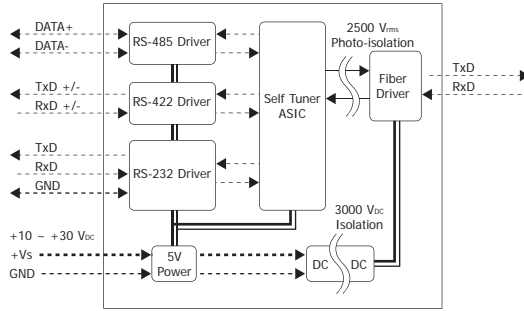 DATA+
DATA-
RS-485 Driver
2500 Vrms
Photo-isolation
TxD +/-
RxD +/-
RS-422 Driver
Self Tuner
ASIC
Fiber
Driver
TxD
RxD
TxD
RxD
GND
RS-232 Driver
3000 VDC
Isolation
+10 ~ +30 VDC
+Vs
GND
5V
Power
DC
DC